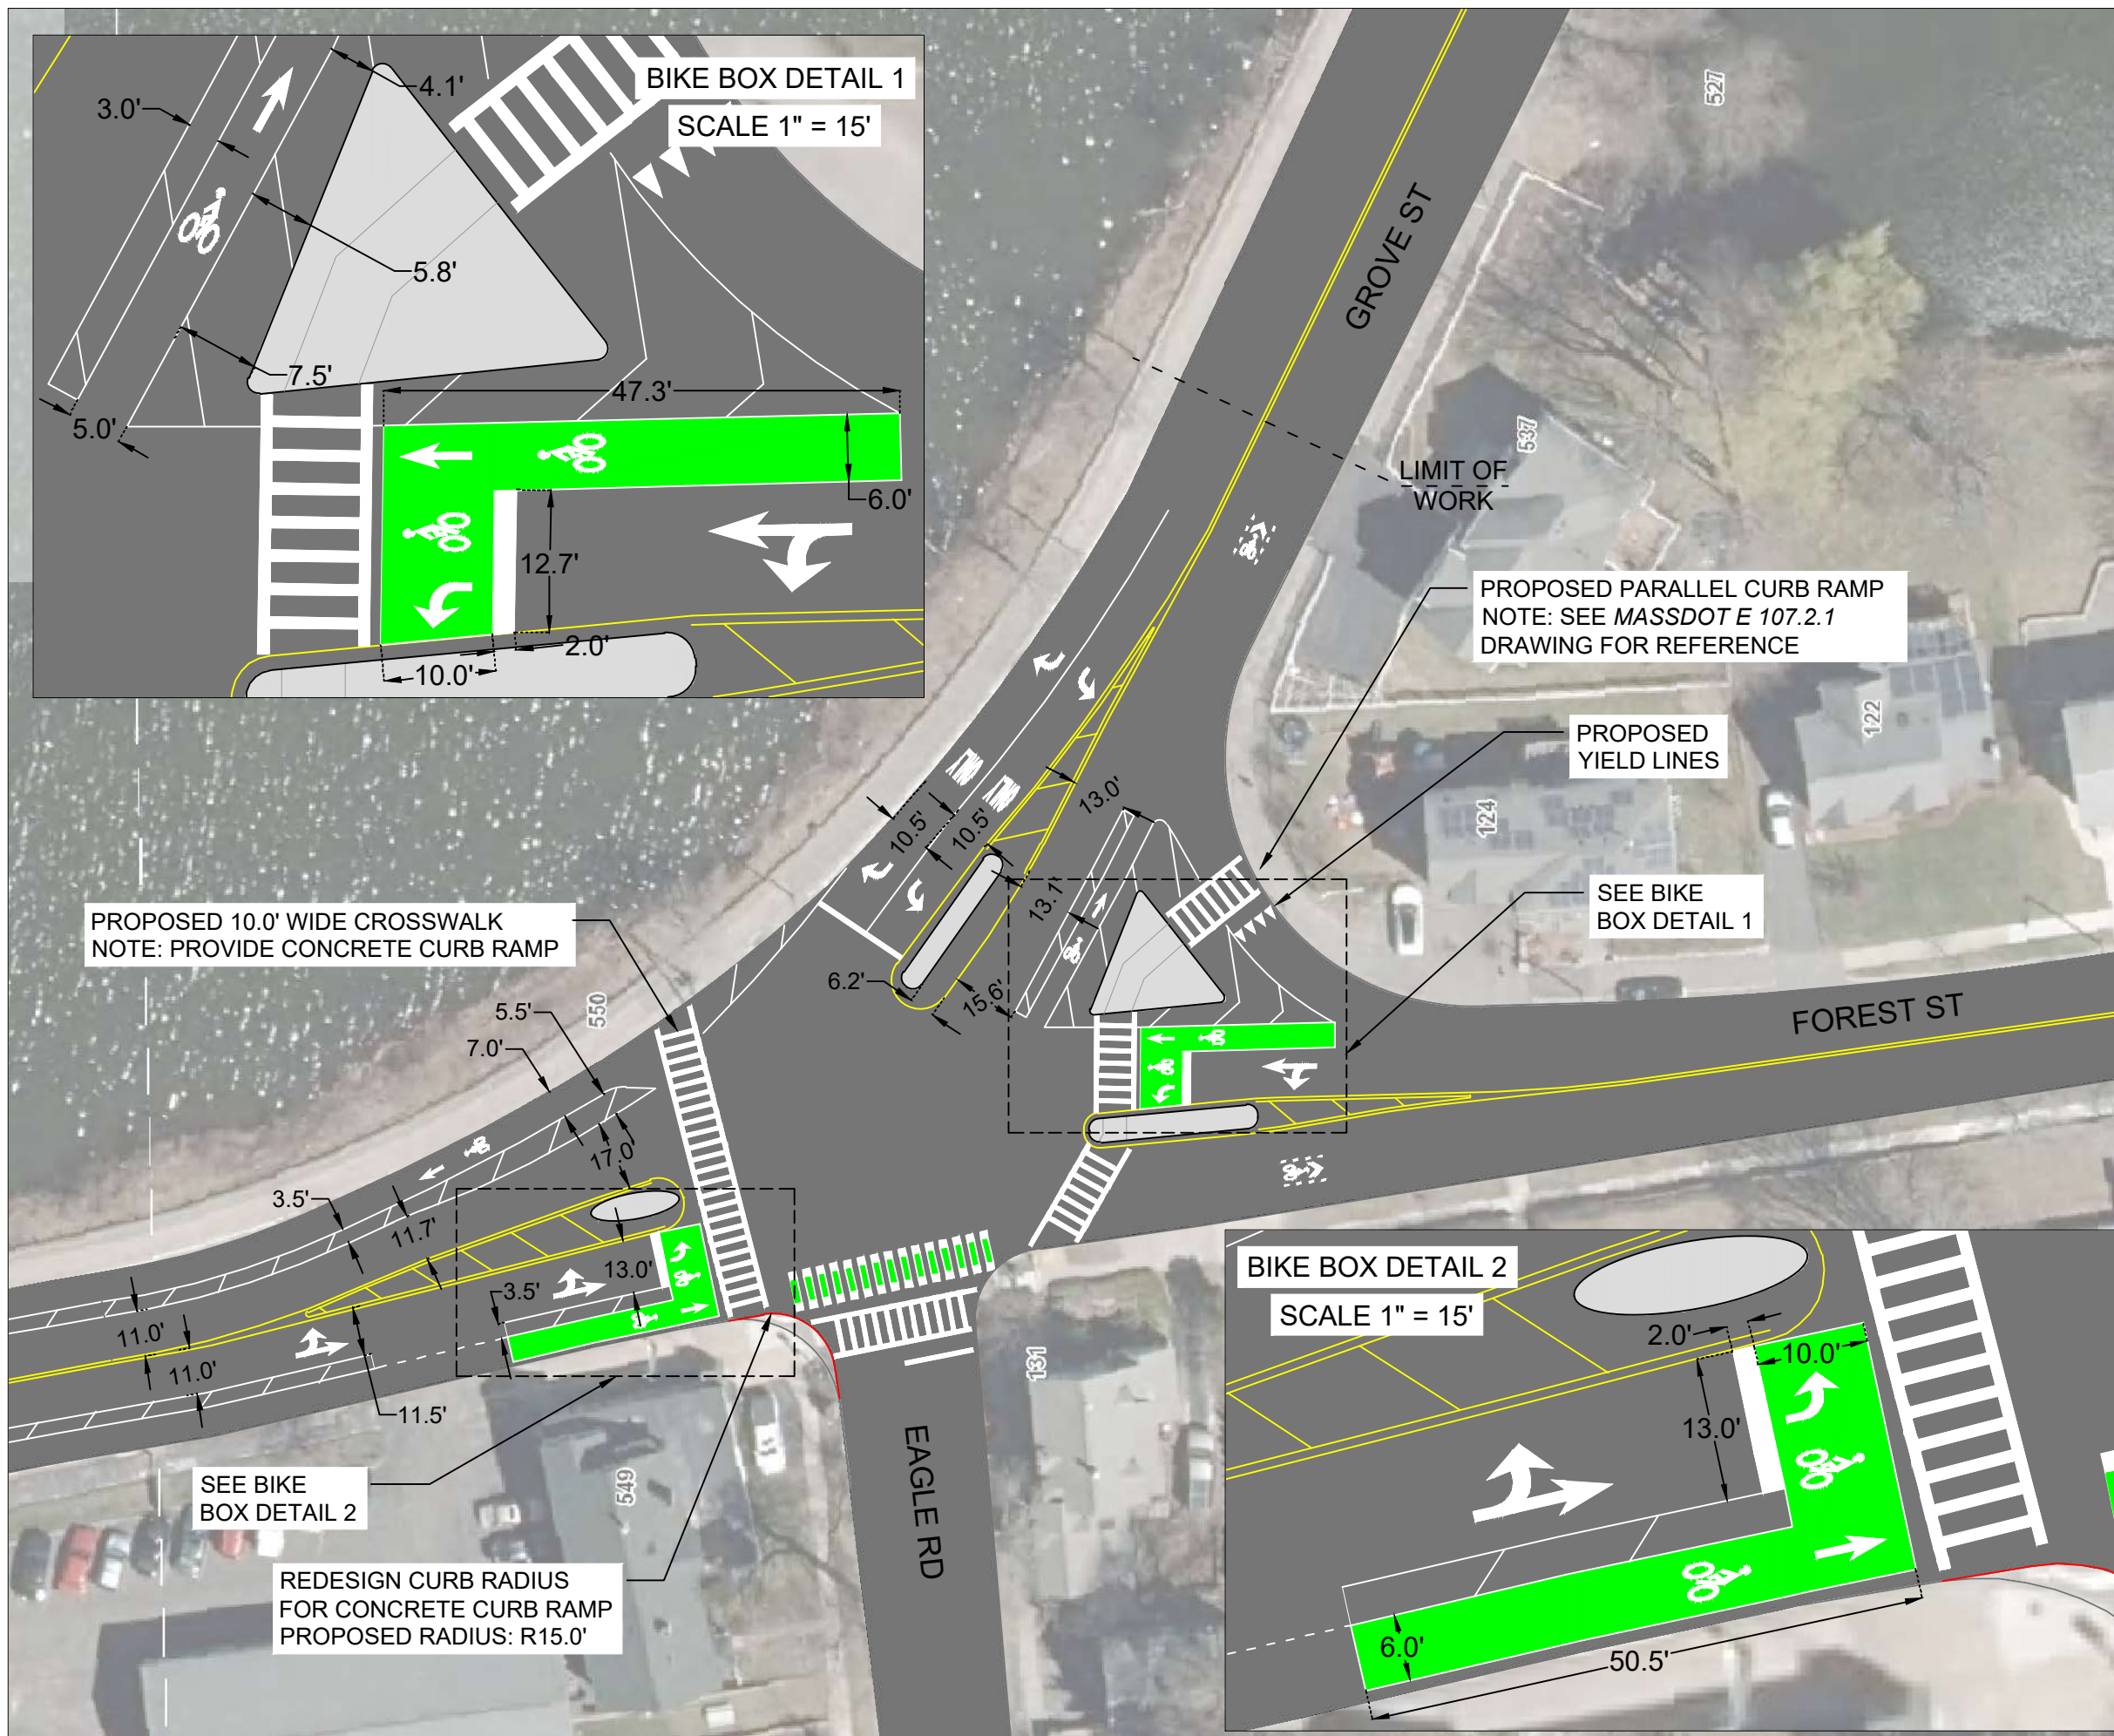 BIKE BOX DETAIL 1
SCALE 1" = 15'
4.1'
3.0'
5.8'
7.5'
5.0'
47.3'
6.0'
12.7'
2.0'
10.0'
GROVE ST
527
537
LIMIT OF
WORK
PROPOSED PARALLEL CURB RAMP
NOTE: SEE MASSDOT E 107.2.1
DRAWING FOR REFERENCE
122
PROPOSED
YIELD LINES
124
ONLY
ONLY
10.5'
10.5'
13.0'
13.1'
SEE BIKE
BOX DETAIL 1
PROPOSED 10.0' WIDE CROSSWALK
NOTE: PROVIDE CONCRETE CURB RAMP
6.2'
15.6'
550
5.5'
7.0'
FOREST ST
17.0'
3.5'
11.7'
13.0'
3.5'
11.0'
11.0'
11.5'
131
EAGLE RD
549
SEE BIKE
BOX DETAIL 2
REDESIGN CURB RADIUS
FOR CONCRETE CURB RAMP
PROPOSED RADIUS: R15.0'
BIKE BOX DETAIL 2
SCALE 1" = 15'
2.0'
10.0'
13.0'
6.0'
50.5'